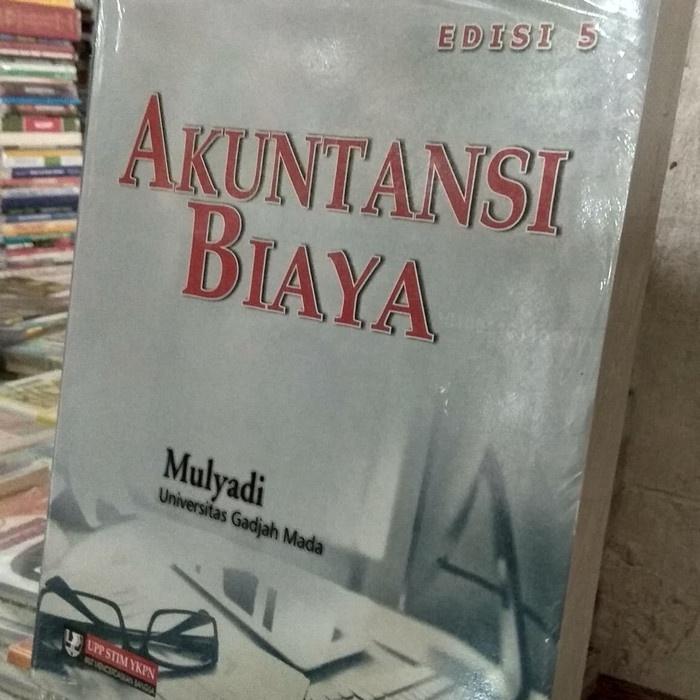 EDISI 5
AKUNTANSI
BIAYA
Mulyadi
Universitas Gadjah Mada
UPP STIM YKPN